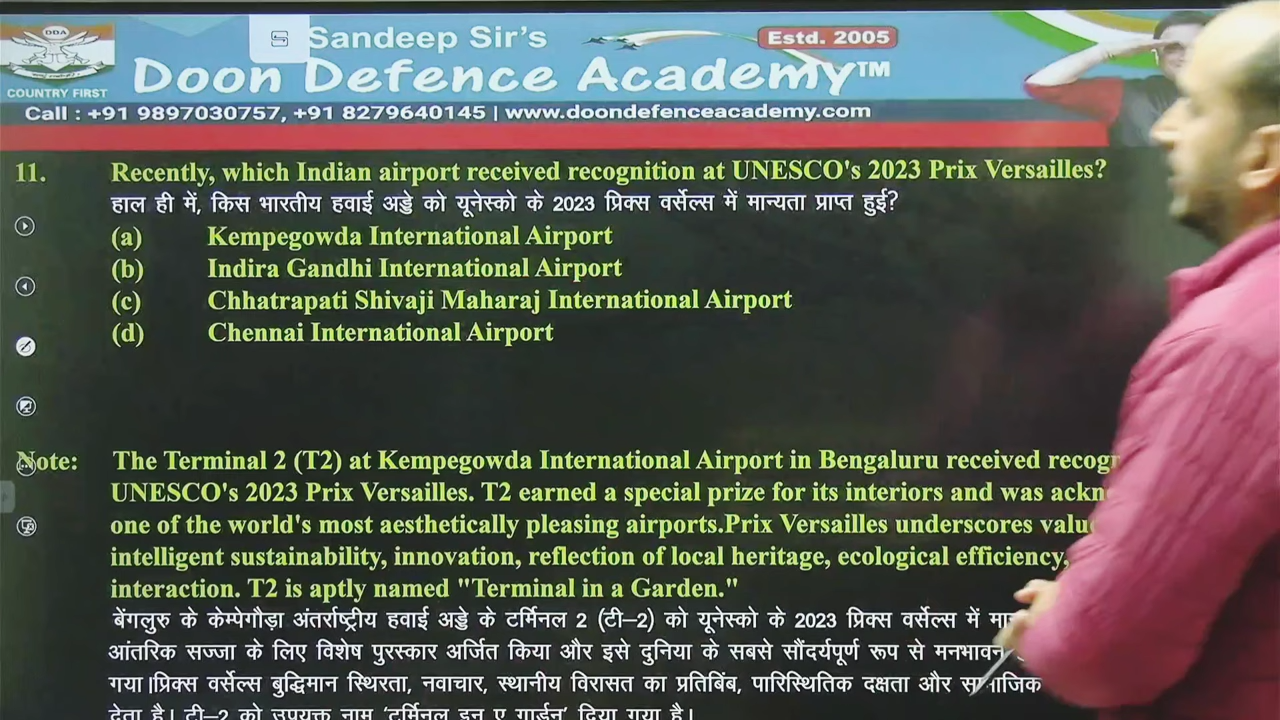 DDA
COUNTRY FIRST
Sandeep Sir's
Estd. 2005
Doon Defence Academy™
Call : +91 9897030757, +91 8279640145 | www.doondefenceacademy.com
11. Recently, which Indian airport received recognition at UNESCO's 2023 Prix Versailles?
हाल ही में, किस भारतीय हवाई अड्डे को यूनेस्को के 2023 प्रिक्स वर्सेल्स में मान्यता प्राप्त हुई?
(a) Kempegowda International Airport
(b) Indira Gandhi International Airport
(c) Chhatrapati Shivaji Maharaj International Airport
(d) Chennai International Airport
Note: The Terminal 2 (T2) at Kempegowda International Airport in Bengaluru received
UNESCO's 2023 Prix Versailles. T2 earned a special prize for its interiors and was
one of the world's most aesthetically pleasing airports.Prix Versailles underscores
intelligent sustainability, innovation, reflection of local heritage, ecological efficiency,
interaction. T2 is aptly named "Terminal in a Garden."
बेंगलुरु के केम्पेगौड़ा अंतर्राष्ट्रीय हवाई अड्डे के टर्मिनल 2 (टी–2) को यूनेस्को के 2023 प्रिक्स वर्सेल्स में
आंतरिक सज्जा के लिए विशेष पुरस्कार अर्जित किया और इसे दुनिया के सबसे सौंदर्यपूर्ण रूप से मनभावन
गया।प्रिक्स वर्सेल्स बुद्धिमान स्थिरता, नवाचार, स्थानीय विरासत का प्रतिबिंब, पारिस्थितिक दक्षता और
देता है। टी–2 को उपयुक्त नाम 'टर्मिनल इन ए गार्डन' दिया गया है।